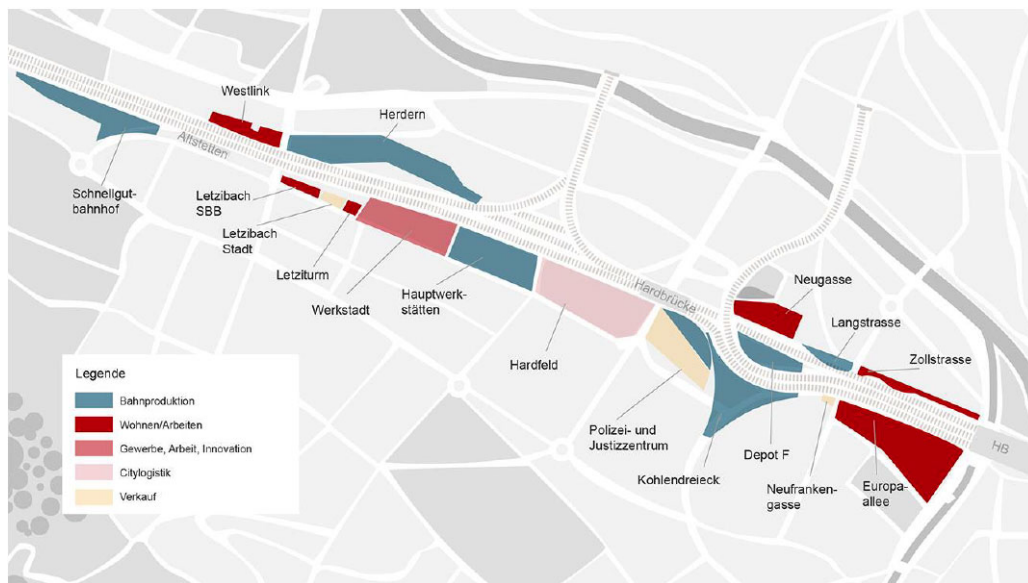 Westlink
Herdern
Altstetten
Schnellgut-
bahnhof
Letzibach
SBB
Letzibach
Stadt
Letziturm
Werkstadt
Hauptwerk-
stätten
Hardfeld
Hardbrücke
Neugasse
Langstrasse
Zollstrasse
HB
Polizei- und
Justizzentrum
Kohlendreieck
Depot F
Neufranken-
gasse
Europa-
allee
Legende
Bahnproduktion
Wohnen/Arbeiten
Gewerbe, Arbeit, Innovation
Citylogistik
Verkauf